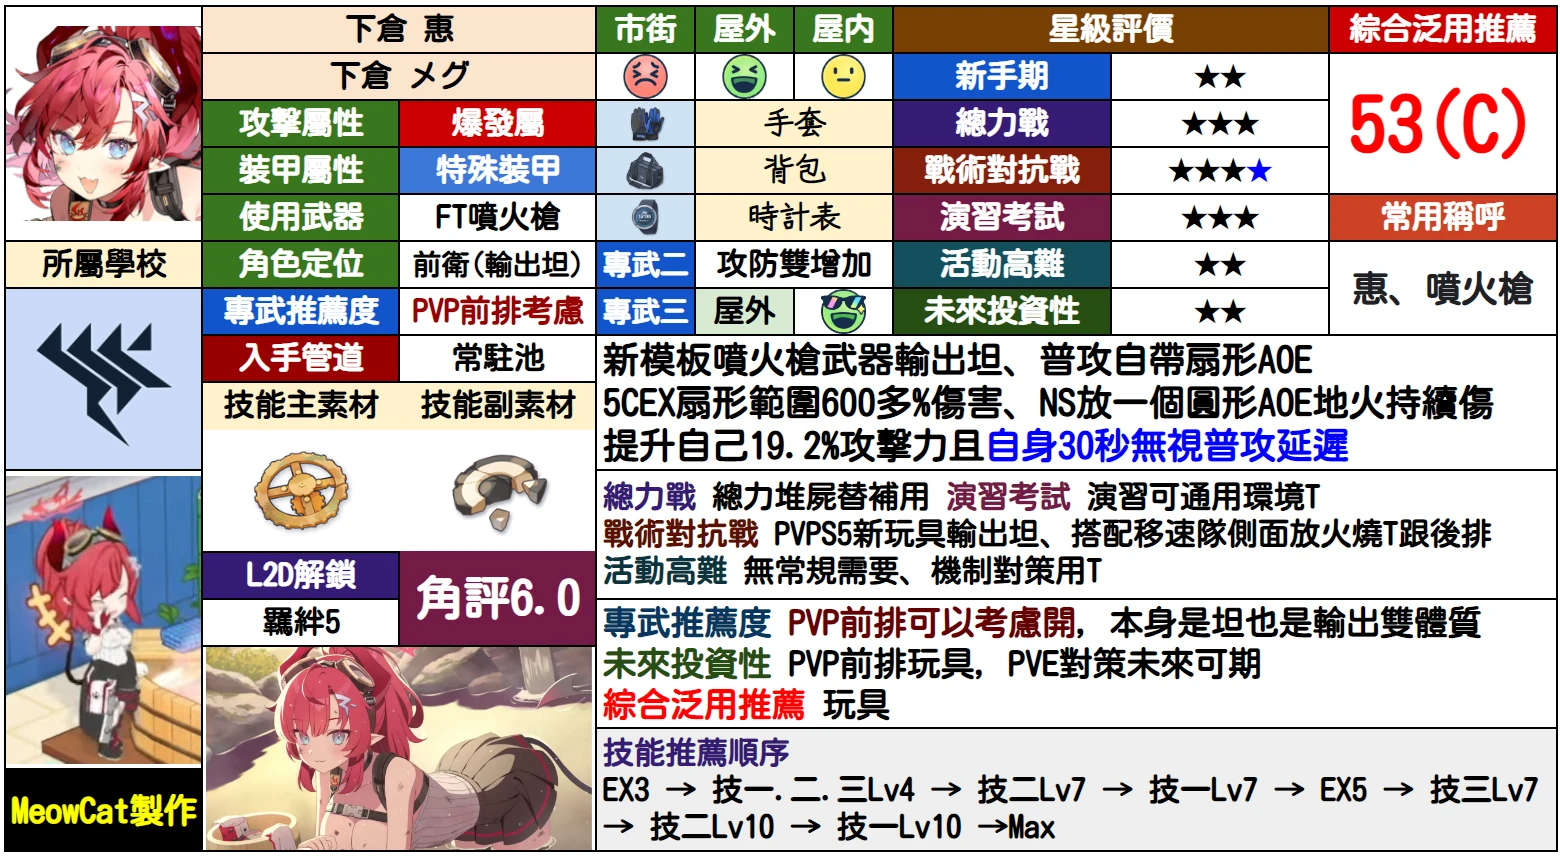 下倉 惠
市街
屋外
屋内
星級評價
綜合泛用推薦
下倉 メグ
新手期
★★
53(C)
攻擊屬性
爆發屬
手套
總力戰
★★★
裝甲屬性
特殊裝甲
背包
戰術對抗戰
★★★★
使用武器
FT噴火槍
時計表
演習考試
★★★
常用稱呼
所屬學校
角色定位
前衛(輸出坦)
專武二
攻防雙增加
活動高難
★★
惠、噴火槍
專武推薦度
PVP前排考慮
專武三
屋外
未來投資性
★★
入手管道
常駐池
新模板噴火槍武器輸出坦、普攻自帶扇形AOE
5CEX扇形範圍600多%傷害、NS放一個圓形AOE地火持續傷
提升自己19.2%攻擊力且自身30秒無視普攻延遲
技能主素材
技能副素材
總力戰 總力堆屍替補用 演習考試 演習可通用環境T
戰術對抗戰 PVPS5新玩具輸出坦、搭配移速隊側面放火燒T跟後排
活動高難 無常規需要、機制對策用T
L2D解鎖
角評6.0
羈絆5
專武推薦度 PVP前排可以考慮開, 本身是坦也是輸出雙體質
未來投資性 PVP前排玩具, PVE對策未來可期
綜合泛用推薦 玩具
技能推薦順序
EX3 → 技一.二.三Lv4 → 技二Lv7 → 技一Lv7 → EX5 → 技三Lv7
→ 技二Lv10 → 技一Lv10 →Max
MeowCat製作